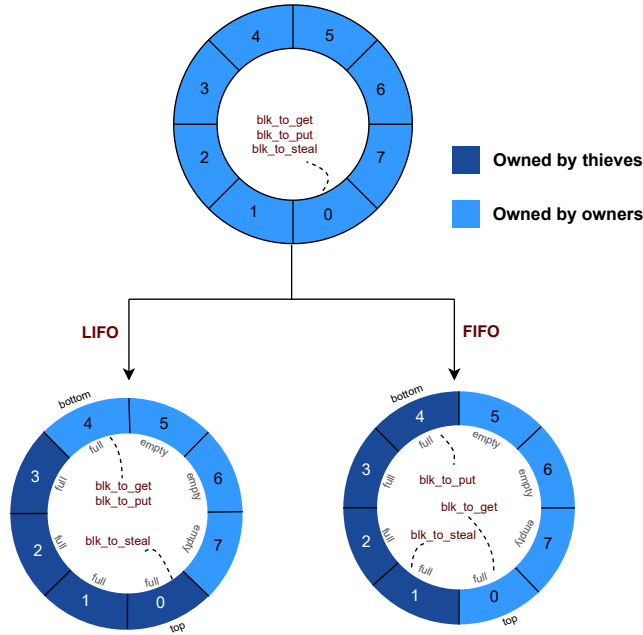 4
5
3
6
blk_to_get
blk_to_put
blk_to_steal
2
7
1
0
Owned by thieves
Owned by owners
LIFO
FIFO
bottom
4
5
full
empty
3
6
full
empty
blk_to_get
blk_to_put
blk_to_steal
2
7
full
empty
full
full
1
0
top
bottom
4
5
full
empty
3
6
full
empty
blk_to_put
blk_to_get
blk_to_steal
2
7
full
empty
full
full
1
0
top